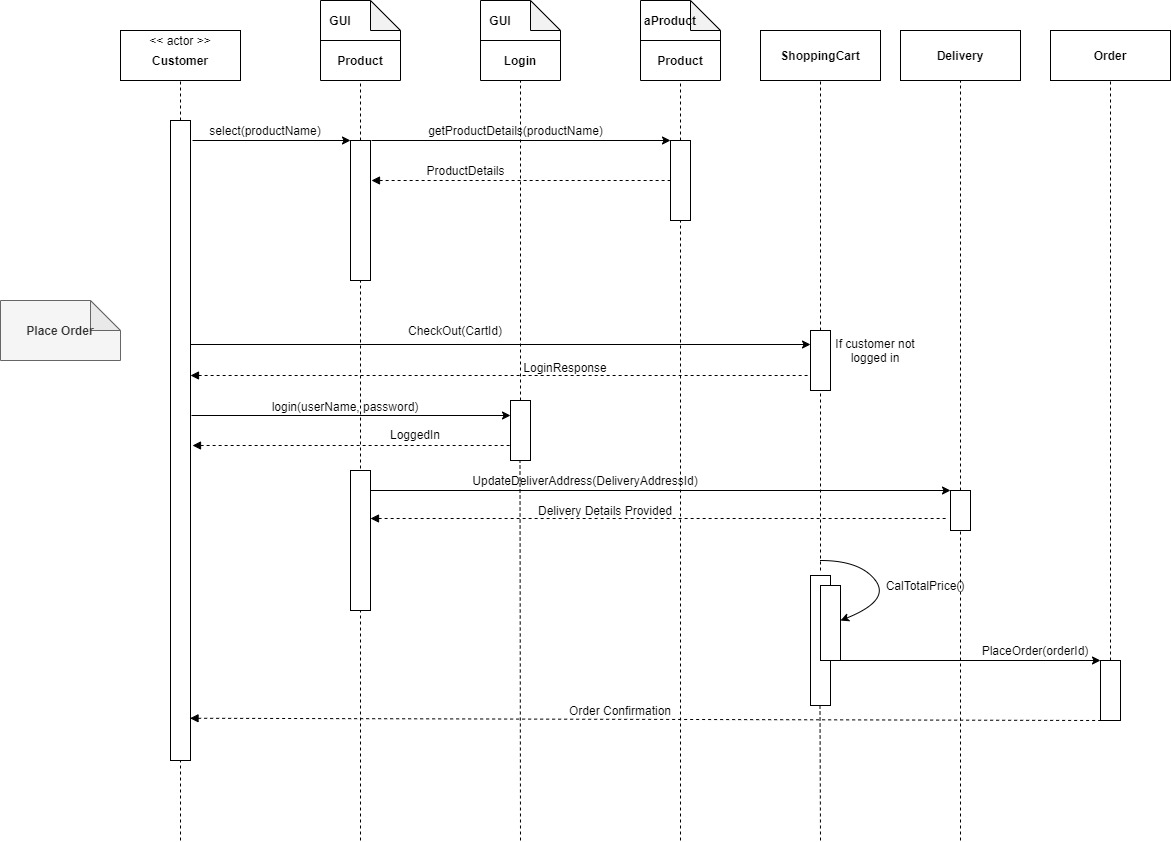 GUI
GUI
aProduct
<< actor >>
Customer
Product
Login
Product
ShoppingCart
Delivery
Order
select(productName)
getProductDetails(productName)
ProductDetails
Place Order
CheckOut(CartId)
If customer not
logged in
LoginResponse
login(userName, password)
LoggedIn
UpdateDeliverAddress(DeliveryAddressId)
Delivery Details Provided
CalTotalPrice()
PlaceOrder(orderId)
Order Confirmation